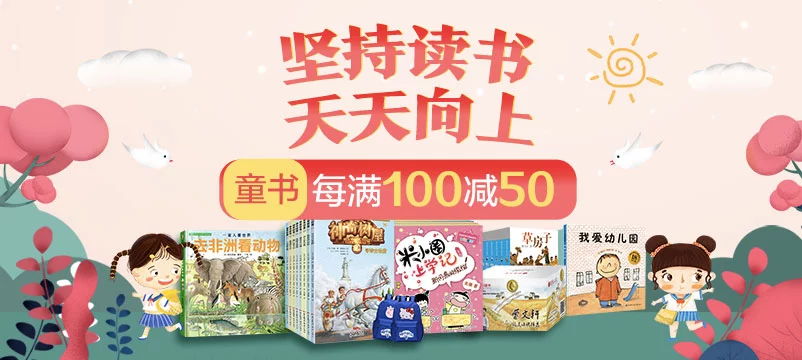 坚持读书
天天向上
童书 每满100减50
去非洲看动物
神奇树屋
米小圈
上学记
草房子
曹文轩
我爱幼儿园